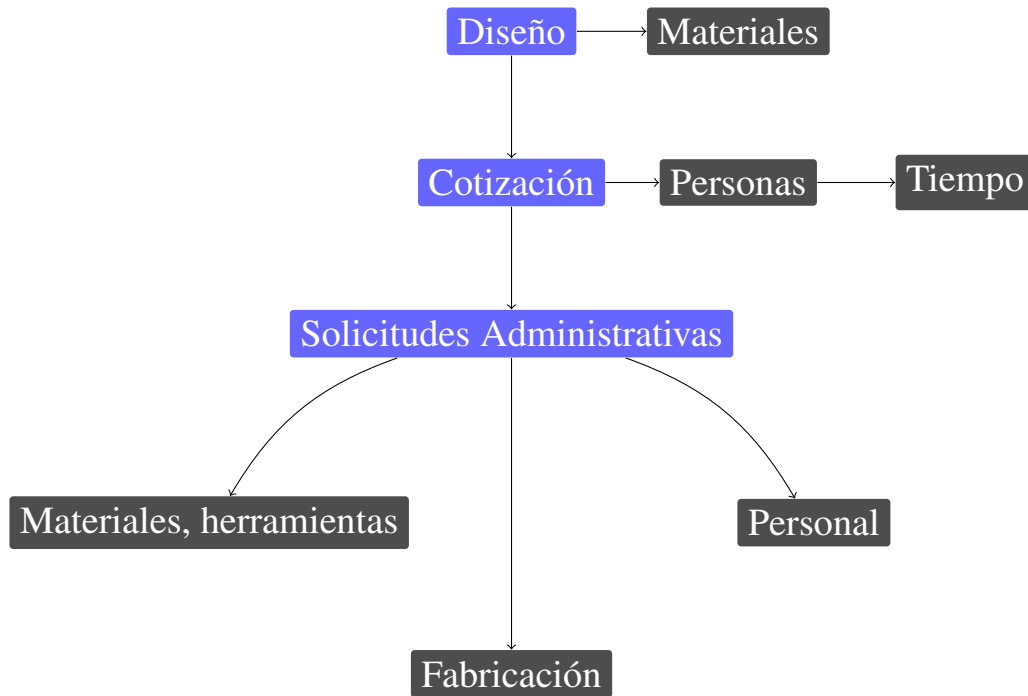 Diseño
Materiales
Cotización
Personas
Tiempo
Solicitudes Administrativas
Materiales, herramientas
Personal
Fabricación